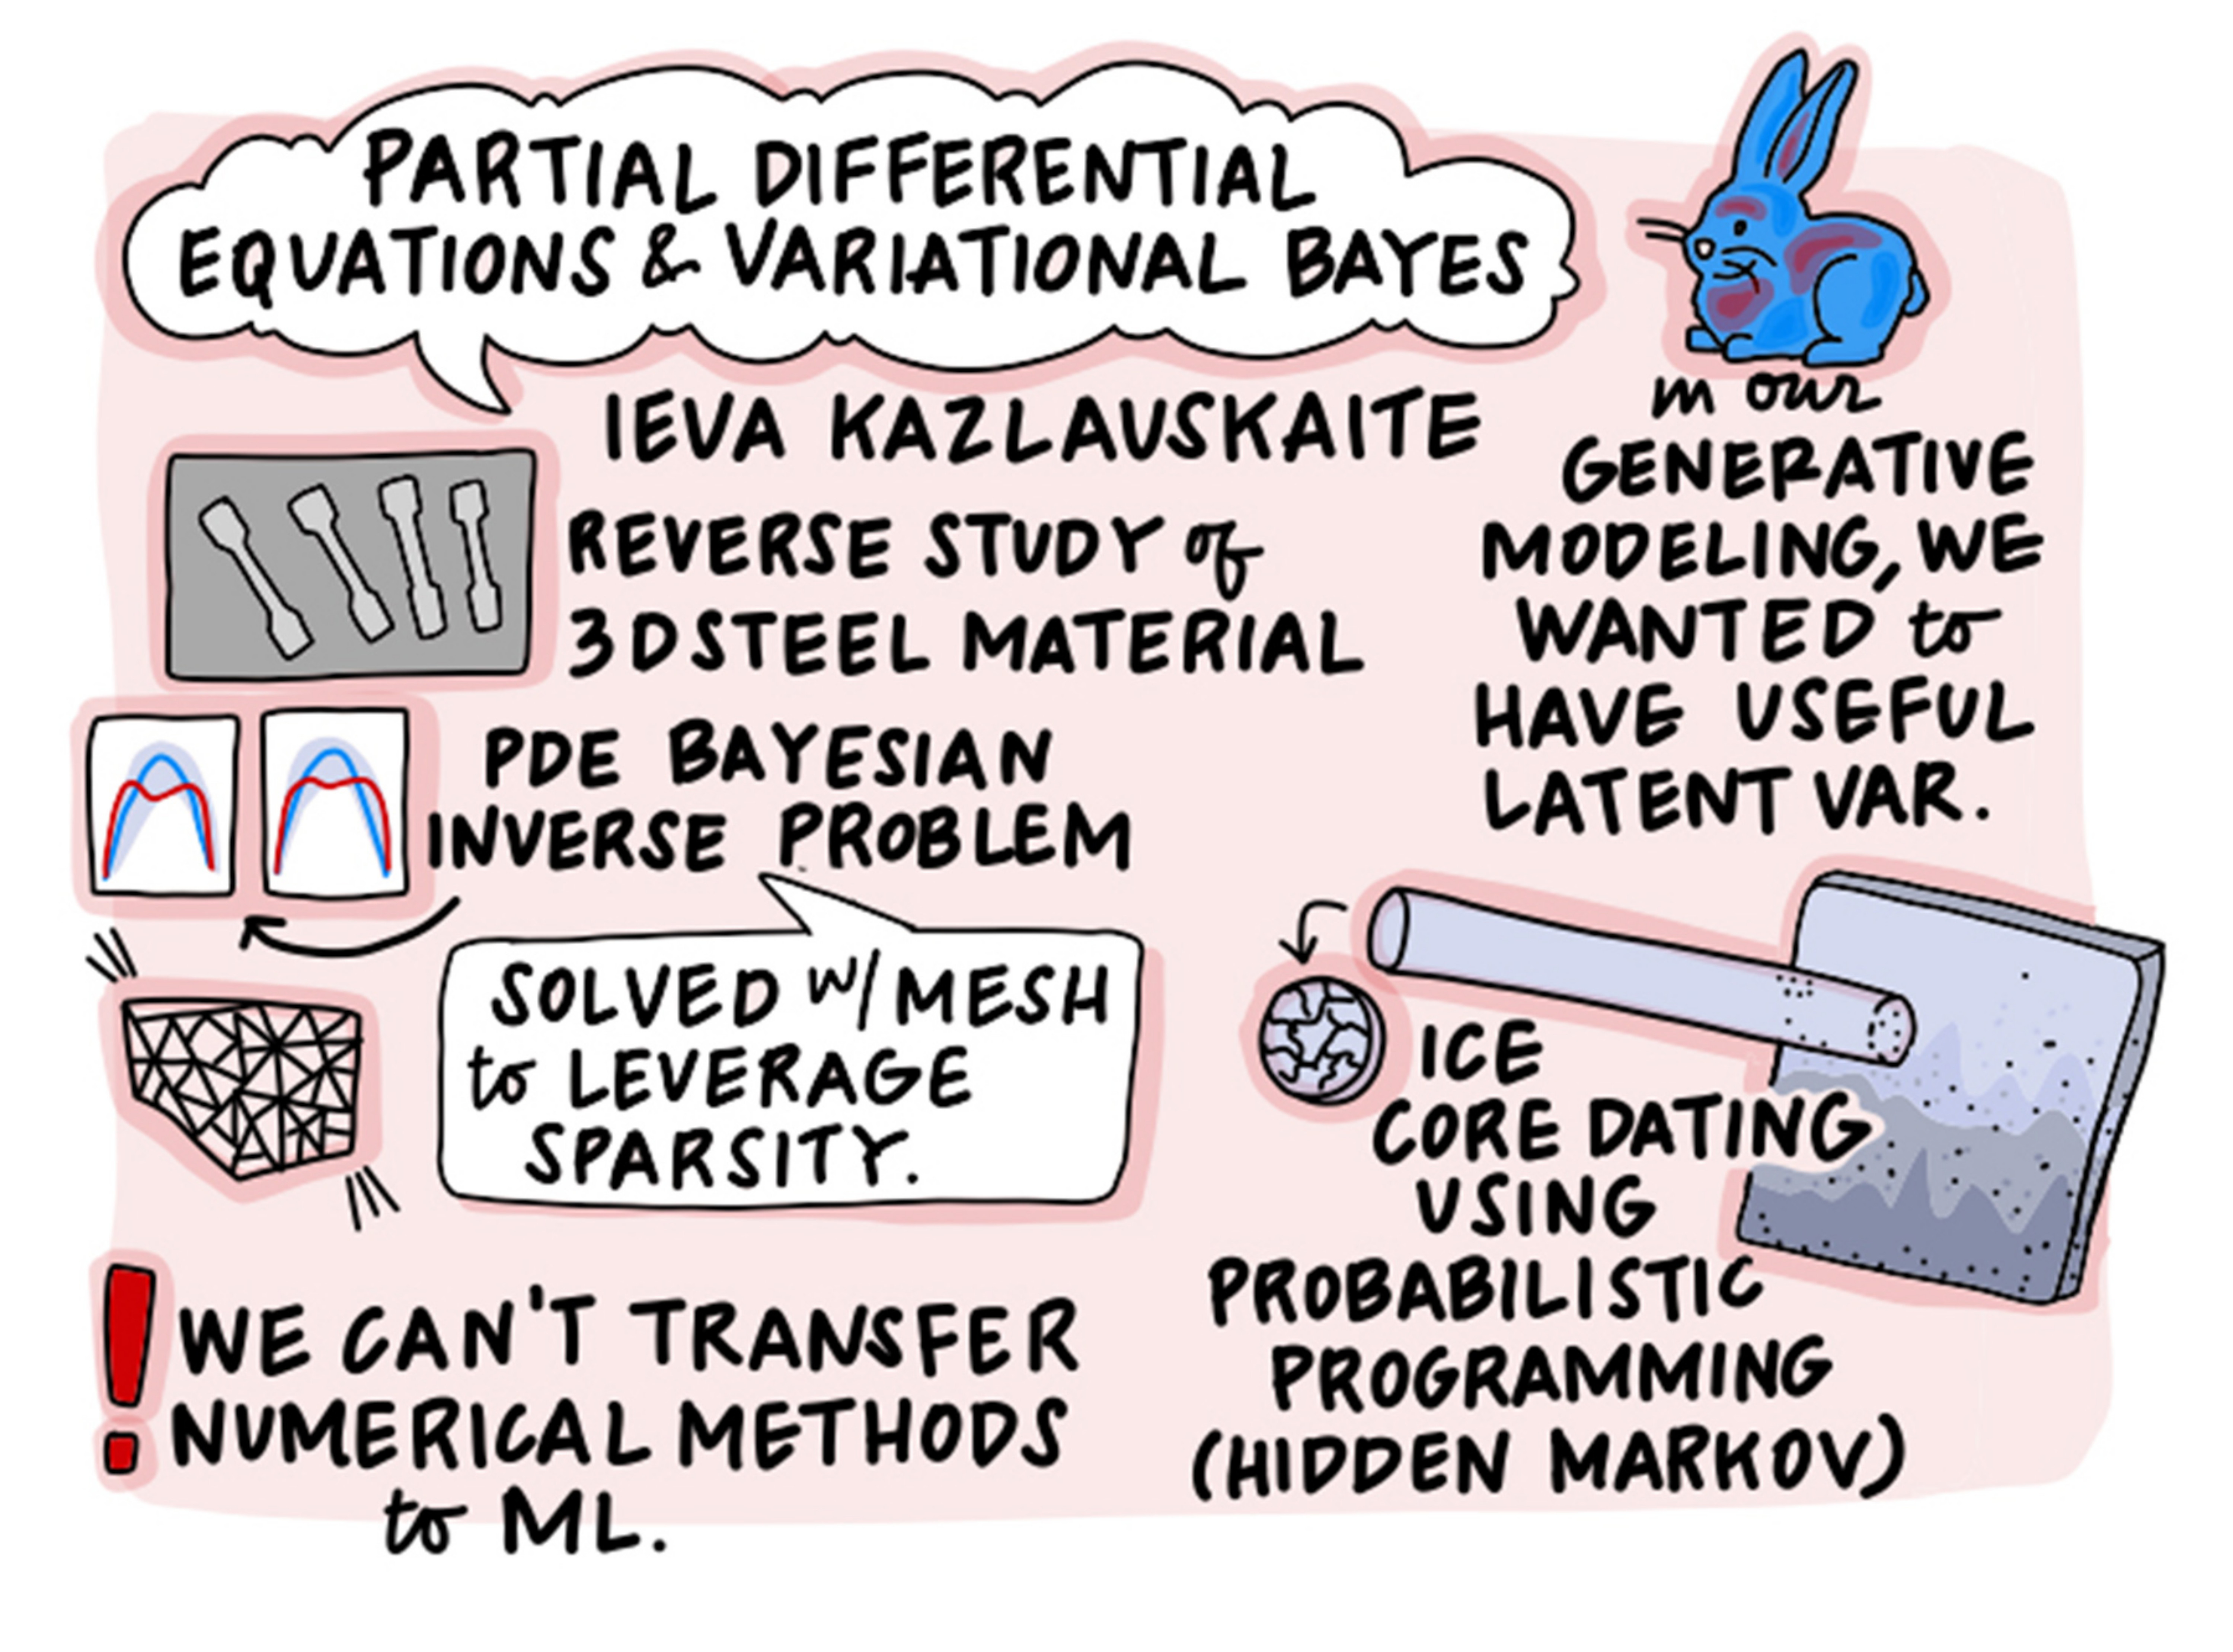 PARTIAL DIFFERENTIAL
EQUATIONS & VARIATIONAL BAYES
IEVA KAZLAUSKAITE
REVERSE STUDY of
3D STEEL MATERIAL
PDE BAYESIAN
INVERSE PROBLEM
SOLVED W/ MESH
to LEVERAGE
SPARSITY.
WE CAN'T TRANSFER
NUMERICAL METHODS
to ML.
in our
GENERATIVE
MODELING, WE
WANTED to
HAVE USEFUL
LATENT VAR.
ICE
CORE DATING
USING
PROBABILISTIC
PROGRAMMING
(HIDDEN MARKOV)